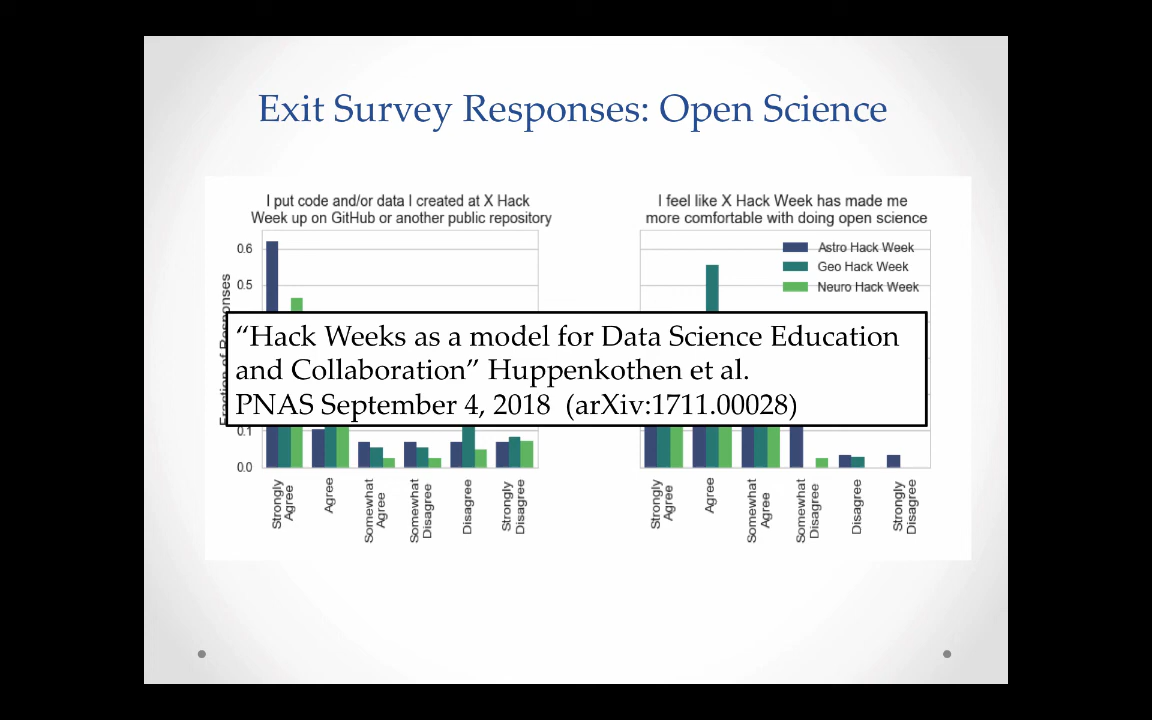 Exit Survey Responses: Open Science
I put code and/or data I created at X Hack
Week up on GitHub or another public repository
I feel like X Hack Week has made me
more comfortable with doing open science
0.6
0.5
0.1
0.0
Astro Hack Week
Geo Hack Week
Neuro Hack Week
“Hack Weeks as a model for Data Science Education
and Collaboration” Huppenkothen et al.
PNAS September 4, 2018 (arXiv:1711.00028)
Fraction of Responses
Strongly
Agree
Agree
Somewhat
Agree
Somewhat
Disagree
Disagree
Strongly
Disagree
Strongly
Agree
Agree
Somewhat
Agree
Somewhat
Disagree
Disagree
Strongly
Disagree